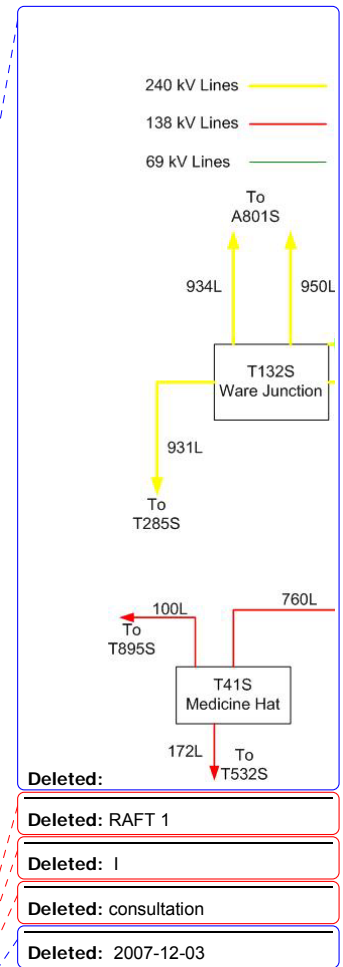 240 kV Lines
138 kV Lines
69 kV Lines
To
A801S
934L
950L
T132S
Ware Junction
931L
To
T285S
760L
100L
To
T895S
T41S
Medicine Hat
172L
To
T532S
Deleted:
Deleted: RAFT 1
Deleted: I
Deleted: consultation
Deleted: 2007-12-03